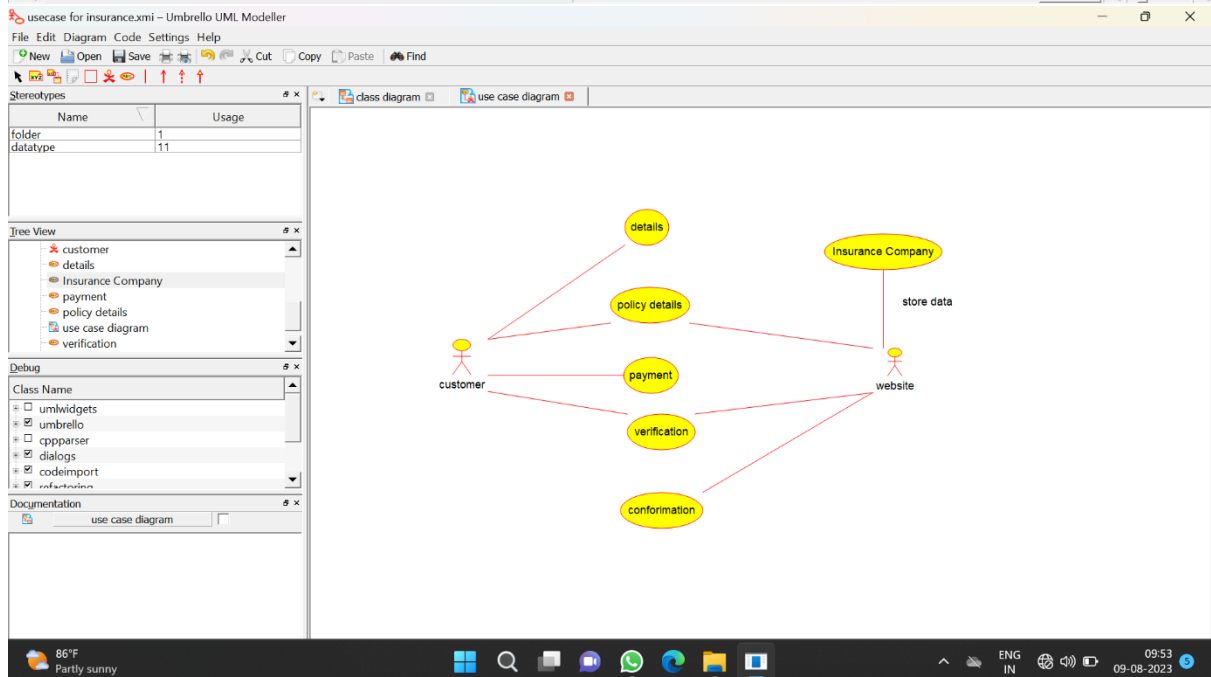 usecase for insurance.xmi – Umbrello UML Modeller
File Edit Diagram Code Settings Help
New Open Save Cut Copy Paste Find
Stereotypes
Name Usage
folder 1
datatype 11
Tree View
customer
details
Insurance Company
payment
policy details
use case diagram
verification
Debug
Class Name
umlwidgets
umbrello
cppparser
dialogs
codeimport
refactoring
Documentation
use case diagram
class diagram
use case diagram
details
Insurance Company
policy details
store data
customer
payment
website
verification
conforimation
86°F
Partly sunny
ENG
IN
09:53
09-08-2023
5